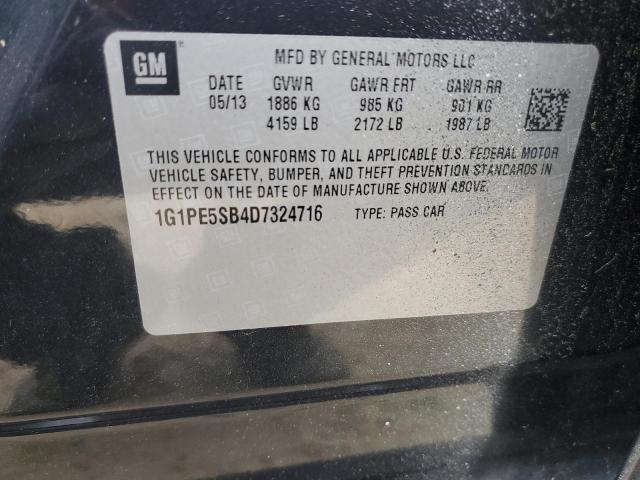 GM
MFD BY GENERAL MOTORS LLC
DATE GVWR GAWR FRT GAWR RR
05/13 1886 KG 985 KG 901 KG
4159 LB 2172 LB 1987 LB
THIS VEHICLE CONFORMS TO ALL APPLICABLE U.S. FEDERAL MOTOR
VEHICLE SAFETY, BUMPER, AND THEFT PREVENTION STANDARDS IN
EFFECT ON THE DATE OF MANUFACTURE SHOWN ABOVE.
1G1PE5SB4D7324716 TYPE: PASS CAR